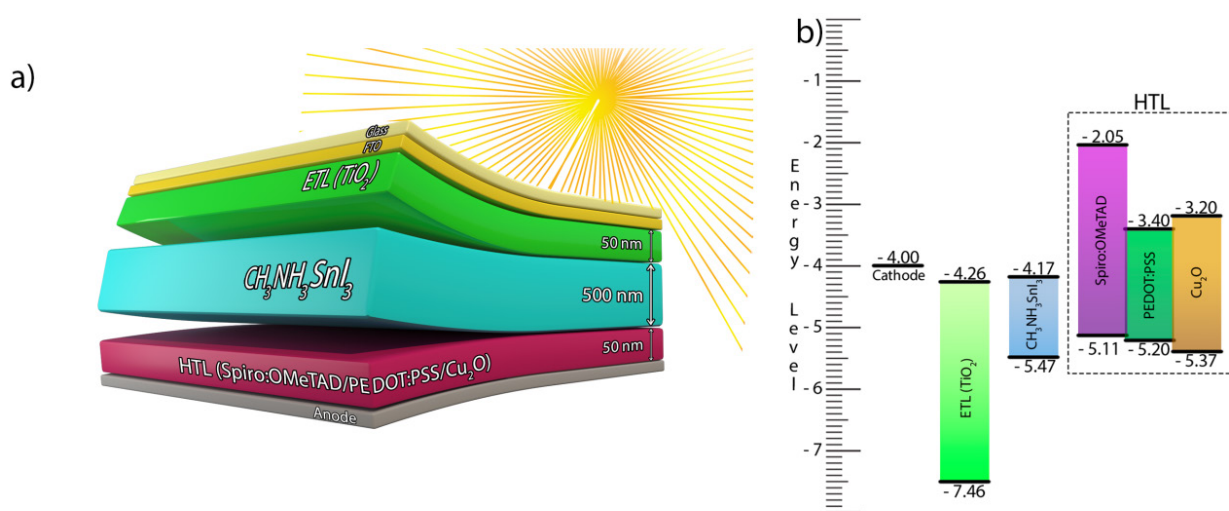 a)
Glass
FTO
ETL (TiO2)
50 nm
CH3NH3SnI3
500 nm
50 nm
HTL (Spiro:OMeTAD/PEDOT:PSS/Cu2O)
Anode
b)
Energy Level
- 1
- 2
- 3
- 4
- 5
- 6
- 7
- 4.00
Cathode
- 4.26
ETL (TiO2)
- 7.46
- 4.17
CH3NH3SnI3
- 5.47
HTL
- 2.05
Spiro:OMeTAD
- 5.11
- 3.40
PEDOT:PSS
- 5.20
- 3.20
Cu2O
- 5.37